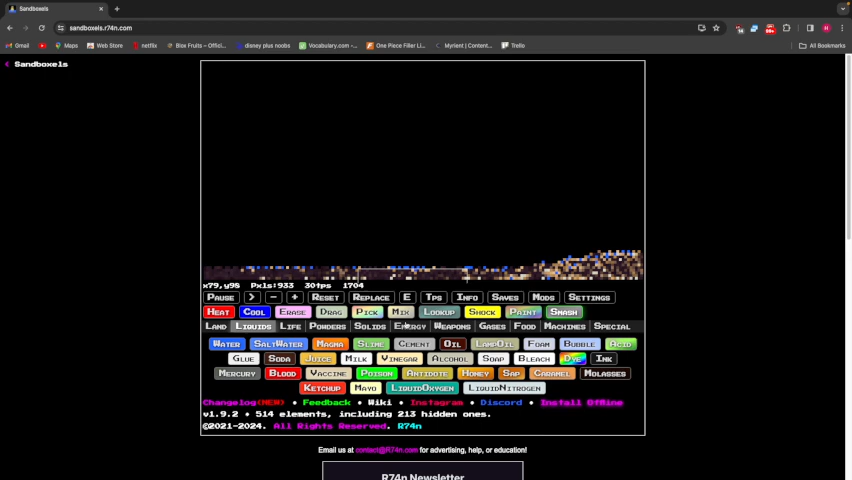 Sandboxels
sandboxels.r74n.com
Gmail
Maps
Web Store
netflix
Blox Fruits – Offici...
disney plus noobs
Vocabulary.com -...
One Piece Filler Li...
Myrient | Content...
Trello
All Bookmarks
Sandboxels
x79,y98 Pxls:933 30tps 1704
Pause > − + Reset Replace E Tps Info Saves Mods Settings
Heat Cool Erase Drag Pick Mix Lookup Shock Paint Smash
Land Liquids Life Powders Solids Energy Weapons Gases Food Machines Special
Water SaltWater Magma Slime Cement Oil LampOil Foam Bubble Acid
Glue Soda Juice Milk Vinegar Alcohol Soap Bleach Dye Ink
Mercury Blood Vaccine Poison Antidote Honey Sap Caramel Molasses
Ketchup Mayo LiquidOxygen LiquidNitrogen
Changelog(NEW) • Feedback • Wiki • Instagram • Discord • Install Offline
v1.9.2 • 514 elements, including 213 hidden ones.
©2021-2024. All Rights Reserved. R74n
Email us at contact@R74n.com for advertising, help, or education!
R74n Newsletter